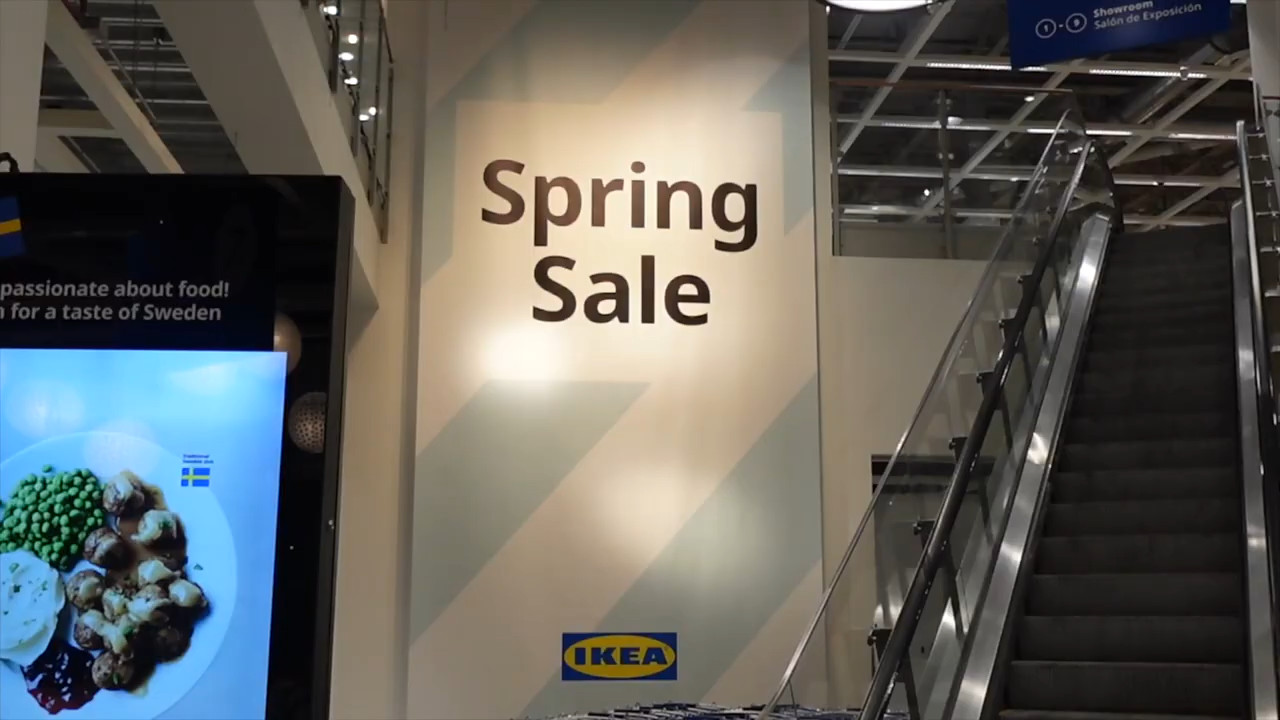 Showroom
1 - 9 Salón de Exposición
Spring
Sale
passionate about food!
for a taste of Sweden
IKEA